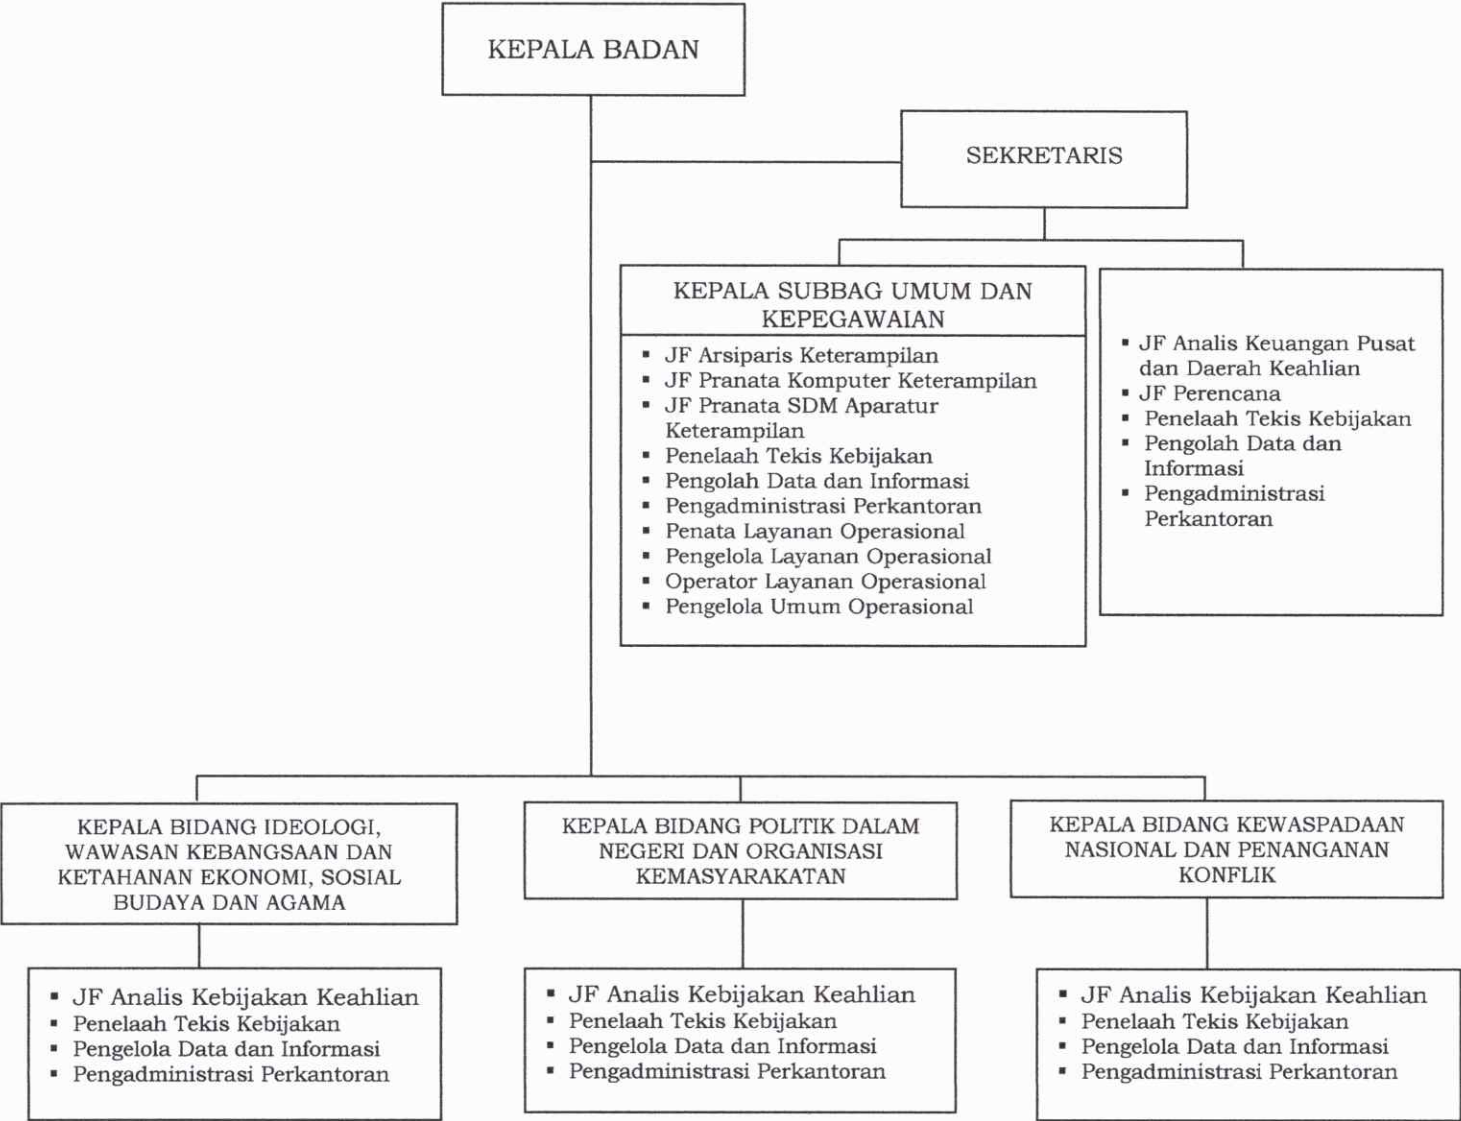 KEPALA BADAN
SEKRETARIS
KEPALA SUBBAG UMUM DAN
KEPEGAWAIAN
▪ JF Arsiparis Keterampilan
▪ JF Pranata Komputer Keterampilan
▪ JF Pranata SDM Aparatur
Keterampilan
▪ Penelaah Tekis Kebijakan
▪ Pengolah Data dan Informasi
▪ Pengadministrasi Perkantoran
▪ Penata Layanan Operasional
▪ Pengelola Layanan Operasional
▪ Operator Layanan Operasional
▪ Pengelola Umum Operasional
▪ JF Analis Keuangan Pusat
dan Daerah Keahlian
▪ JF Perencana
▪ Penelaah Tekis Kebijakan
▪ Pengolah Data dan
Informasi
▪ Pengadministrasi
Perkantoran
KEPALA BIDANG IDEOLOGI,
WAWASAN KEBANGSAAN DAN
KETAHANAN EKONOMI, SOSIAL
BUDAYA DAN AGAMA
▪ JF Analis Kebijakan Keahlian
▪ Penelaah Tekis Kebijakan
▪ Pengelola Data dan Informasi
▪ Pengadministrasi Perkantoran
KEPALA BIDANG POLITIK DALAM
NEGERI DAN ORGANISASI
KEMASYARAKATAN
▪ JF Analis Kebijakan Keahlian
▪ Penelaah Tekis Kebijakan
▪ Pengelola Data dan Informasi
▪ Pengadministrasi Perkantoran
KEPALA BIDANG KEWASPADAAN
NASIONAL DAN PENANGANAN
KONFLIK
▪ JF Analis Kebijakan Keahlian
▪ Penelaah Tekis Kebijakan
▪ Pengelola Data dan Informasi
▪ Pengadministrasi Perkantoran